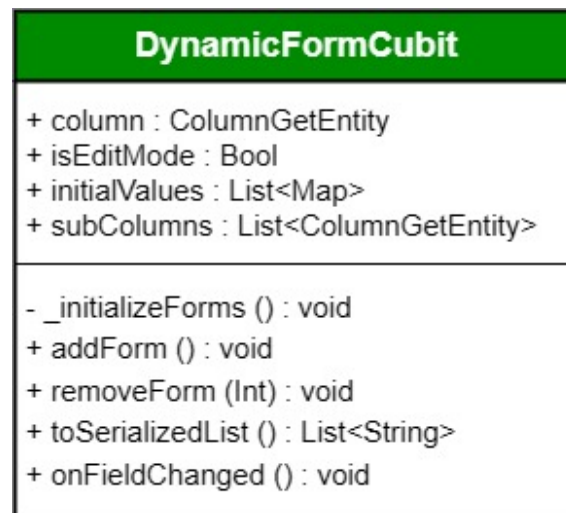 DynamicFormCubit
+ column : ColumnGetEntity
+ isEditMode : Bool
+ initialValues : List<Map>
+ subColumns : List<ColumnGetEntity>
- _initializeForms () : void
+ addForm () : void
+ removeForm (Int) : void
+ toSerializedList () : List<String>
+ onFieldChanged () : void